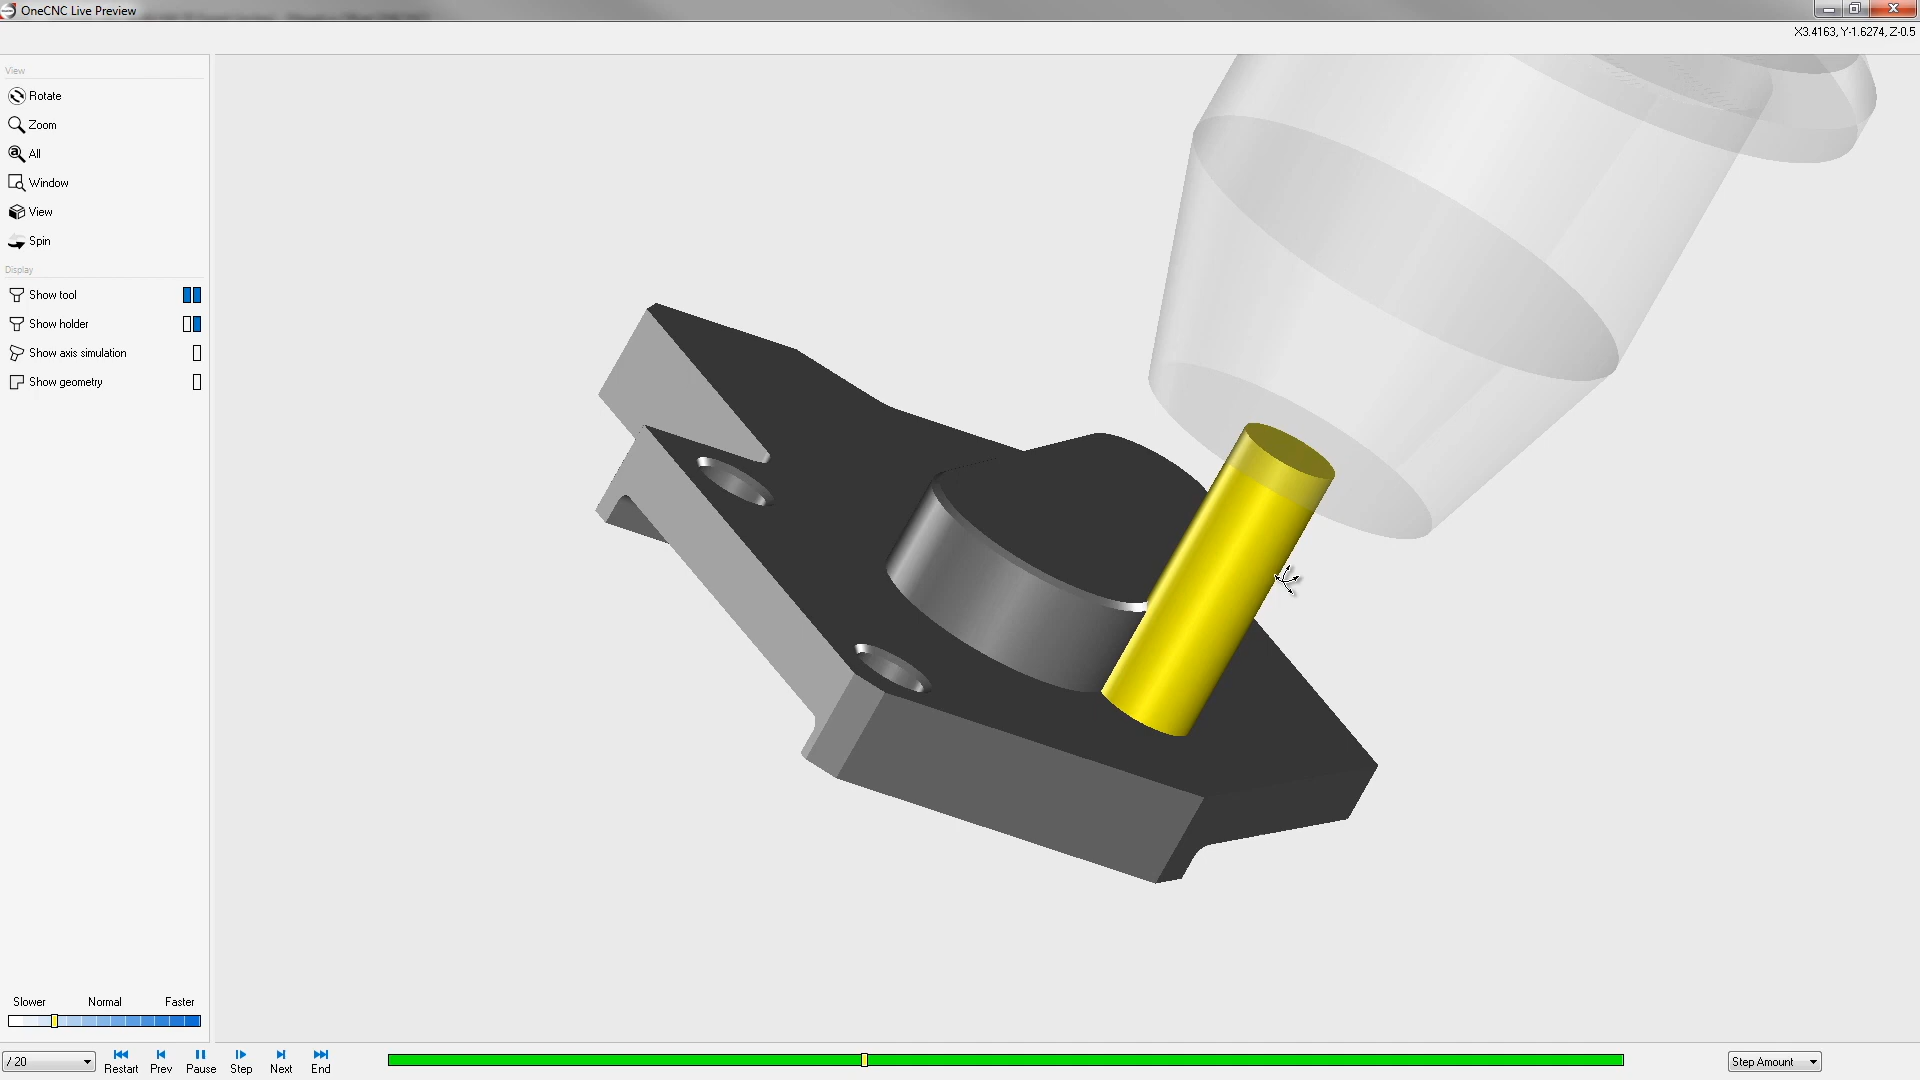 OneCNC Live Preview
X3.4163, Y-1.6274, Z-0.5
View
Rotate
Zoom
All
Window
View
Spin
Display
Show tool
Show holder
Show axis simulation
Show geometry
Slower Normal Faster
/ 20
Restart Prev Pause Step Next End
Step Amount